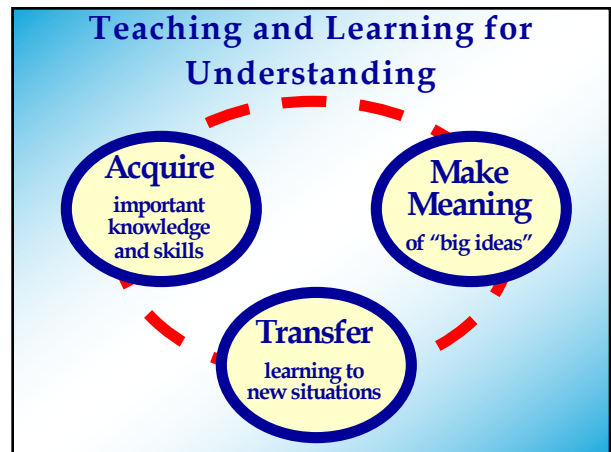 Teaching and Learning for
Understanding
Acquire
important
knowledge
and skills
Make
Meaning
of “big ideas”
Transfer
learning to
new situations